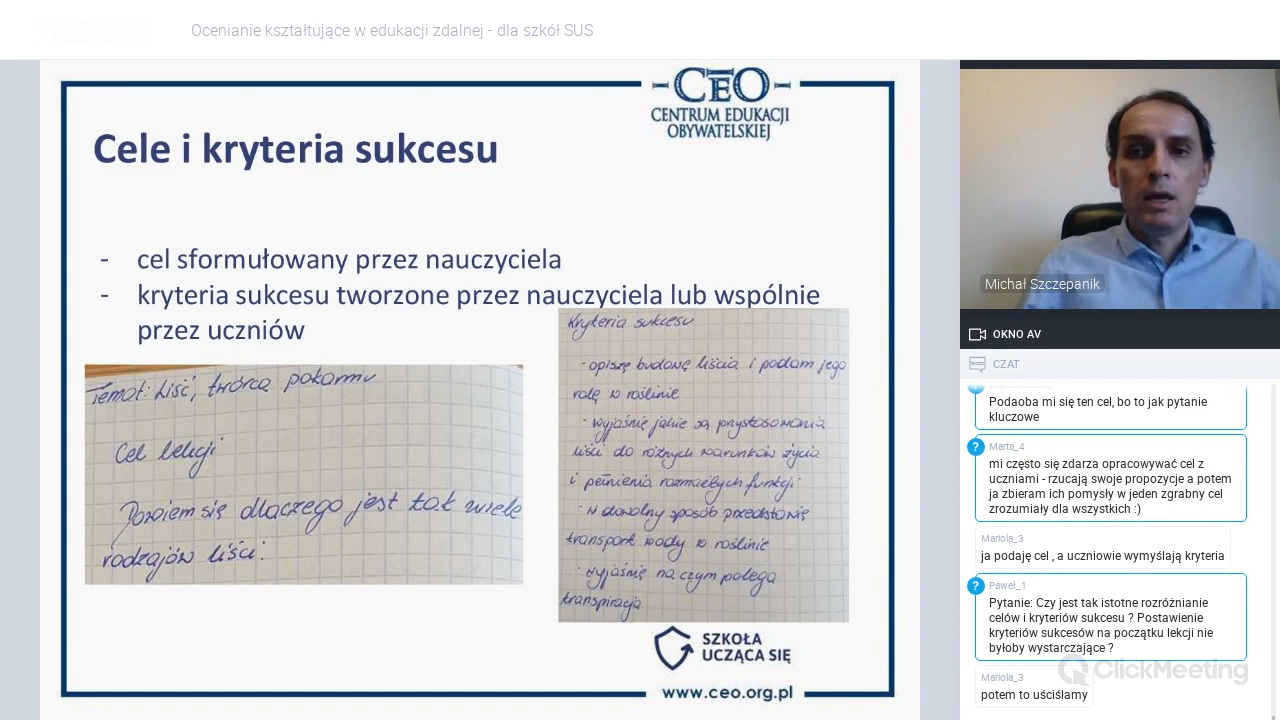 Ocenianie kształtujące w edukacji zdalnej - dla szkół SUS
CEO
CENTRUM EDUKACJI
OBYWATELSKIEJ
Cele i kryteria sukcesu
- cel sformułowany przez nauczyciela
- kryteria sukcesu tworzone przez nauczyciela lub wspólnie
przez uczniów
Temat: Liść, twórca pokarmu
Cel lekcji
Dowiem się dlaczego jest tak wiele
rodzajów liści.
Kryteria sukcesu
- opiszę budowę liścia i podam jego
rolę w roślinie
- wyjaśnię jakie są przystosowania
liści do różnych warunków życia
i pełnienia rozmaitych funkcji
- w dowolny sposób przedstawię
transport wody w roślinie
- wyjaśnię na czym polega
transpiracja
SZKOŁA
UCZĄCA SIĘ
www.ceo.org.pl
Michał Szczepanik
OKNO AV
CZAT
Podaoba mi się ten cel, bo to jak pytanie
kluczowe
? Marta_4
mi często się zdarza opracowywać cel z
uczniami - rzucają swoje propozycje a potem
ja zbieram ich pomysły w jeden zgrabny cel
zrozumiały dla wszystkich :)
Mariola_3
ja podaję cel , a uczniowie wymyślają kryteria
? Paweł_1
Pytanie: Czy jest tak istotne rozróżnianie
celów i kryteriów sukcesu ? Postawienie
kryteriów sukcesów na początku lekcji nie
byłoby wystarczające ?
Mariola_3
potem to uściślamy
ClickMeeting